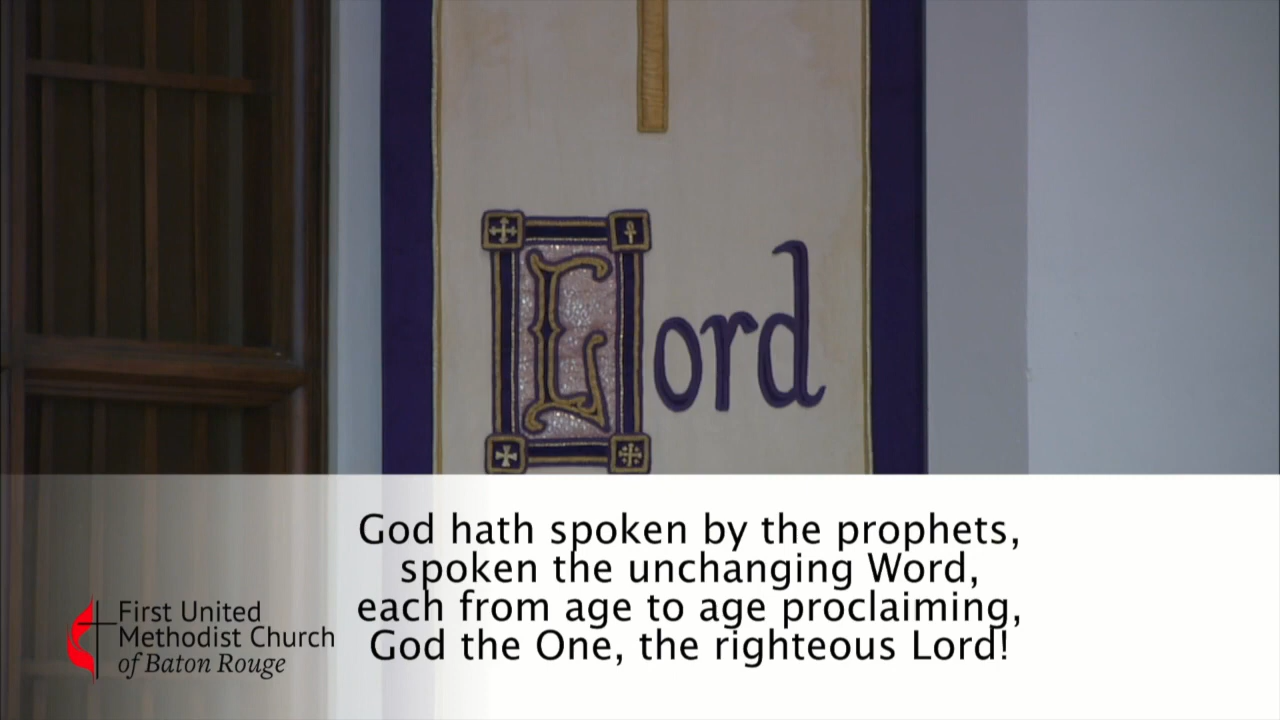 Lord
God hath spoken by the prophets,
spoken the unchanging Word,
each from age to age proclaiming,
God the One, the righteous Lord!
First United
Methodist Church
of Baton Rouge